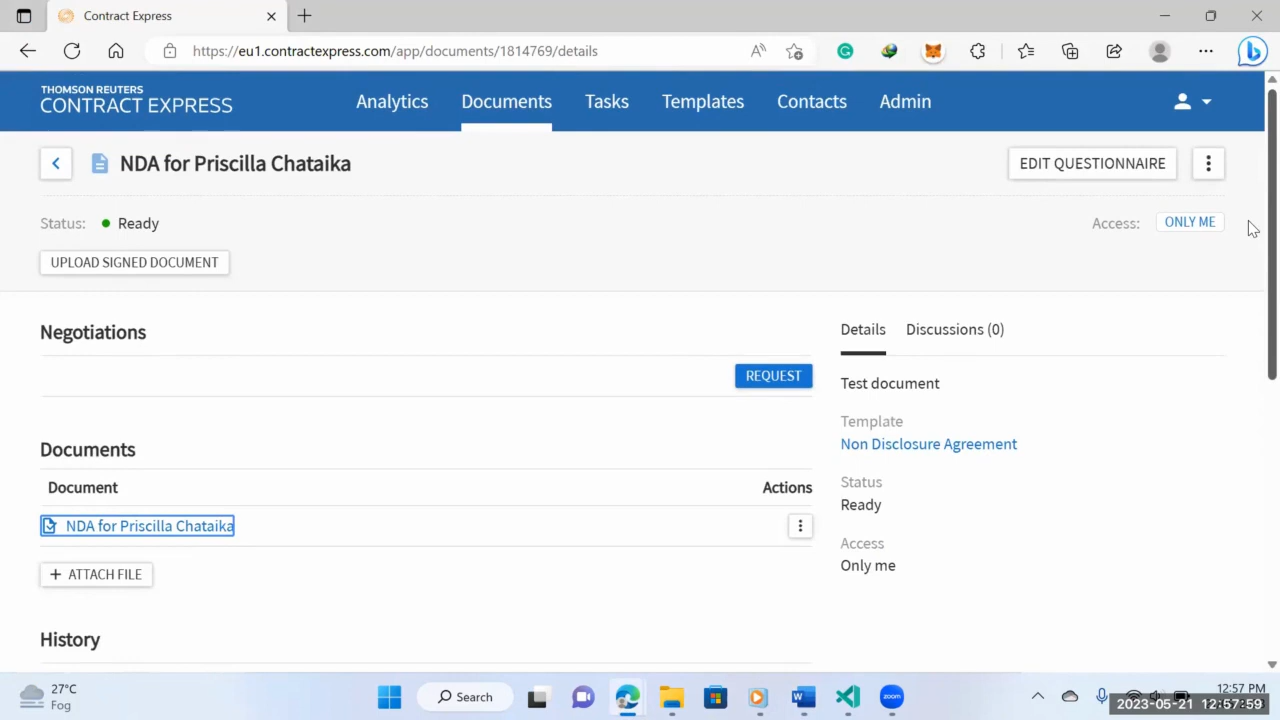 Contract Express
https://eu1.contractexpress.com/app/documents/1814769/details
THOMSON REUTERS
CONTRACT EXPRESS
Analytics Documents Tasks Templates Contacts Admin
NDA for Priscilla Chataika
EDIT QUESTIONNAIRE
Status: Ready
Access: ONLY ME
UPLOAD SIGNED DOCUMENT
Negotiations
REQUEST
Documents
Document Actions
NDA for Priscilla Chataika
+ ATTACH FILE
History
Details Discussions (0)
Test document
Template
Non Disclosure Agreement
Status
Ready
Access
Only me
27°C
Fog
Search
zoom
12:57 PM
2023-05-21 12:57:59